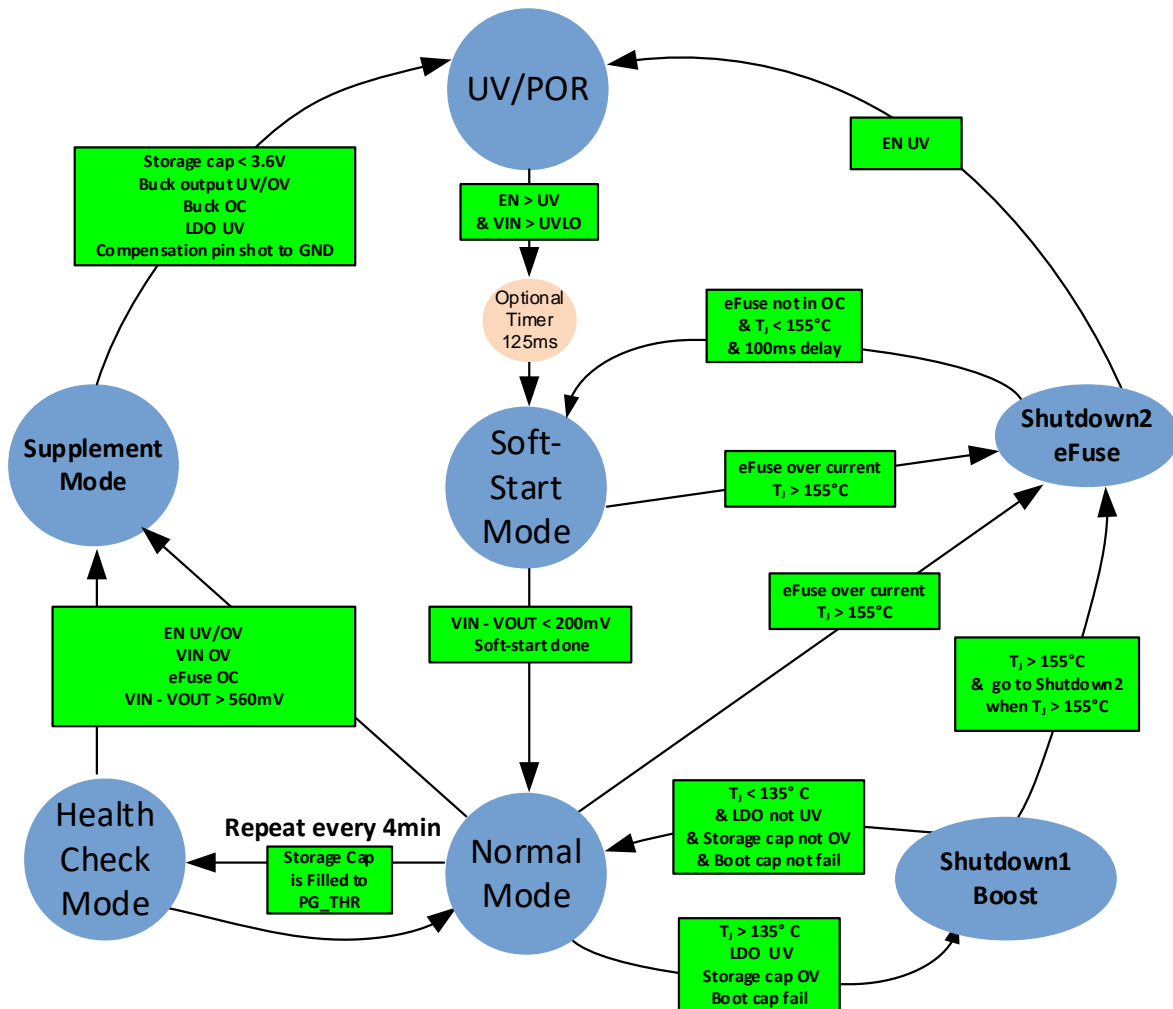 UV/POR
EN UV
Storage cap < 3.6V
Buck output UV/OV
Buck OC
LDO UV
Compensation pin shot to GND
EN > UV
& VIN > UVLO
Optional
Timer
125ms
eFuse not in OC
& TJ < 155°C
& 100ms delay
Shutdown2
eFuse
Supplement
Mode
Soft-
Start
Mode
eFuse over current
TJ > 155°C
eFuse over current
TJ > 155°C
VIN - VOUT < 200mV
Soft-start done
EN UV/OV
VIN OV
eFuse OC
VIN - VOUT > 560mV
TJ > 155°C
& go to Shutdown2
when TJ > 155°C
TJ < 135° C
& LDO not UV
& Storage cap not OV
& Boot cap not fail
Health
Check
Mode
Repeat every 4min
Storage Cap
is Filled to
PG_THR
Normal
Mode
Shutdown1
Boost
TJ > 135° C
LDO UV
Storage cap OV
Boot cap fail